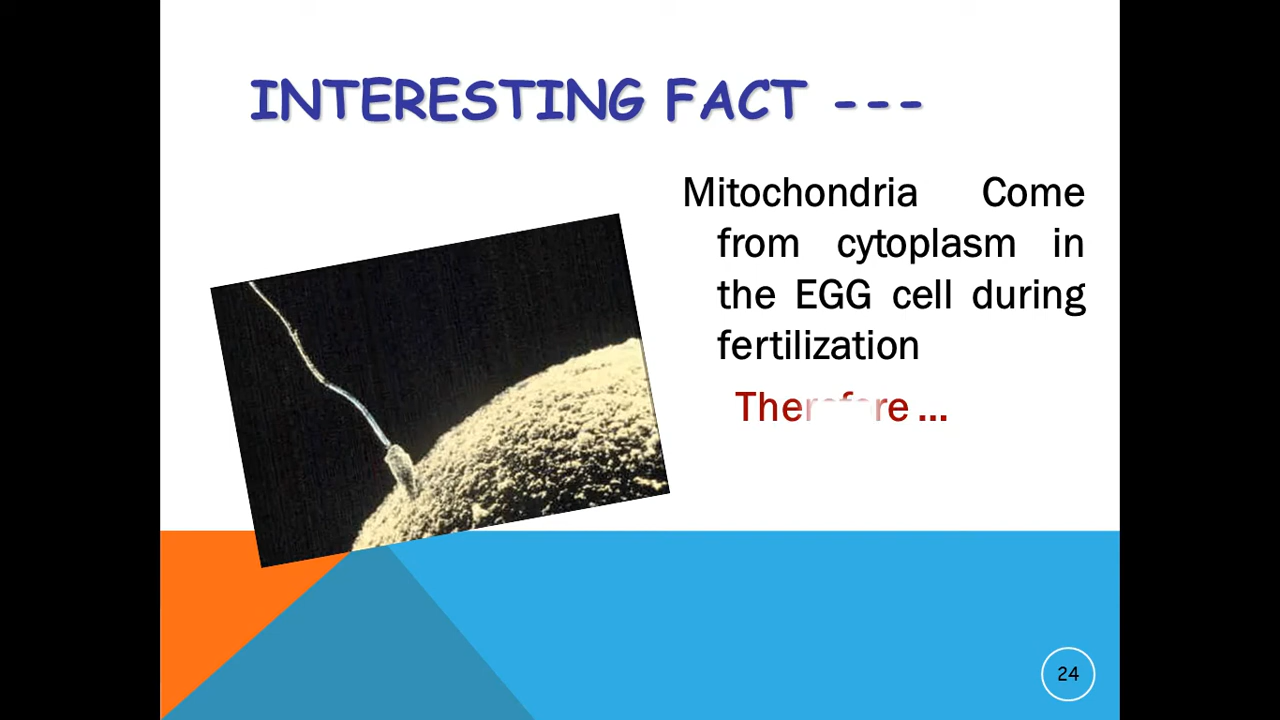 INTERESTING FACT ---
Mitochondria Come
from cytoplasm in
the EGG cell during
fertilization
Therefore ...
24